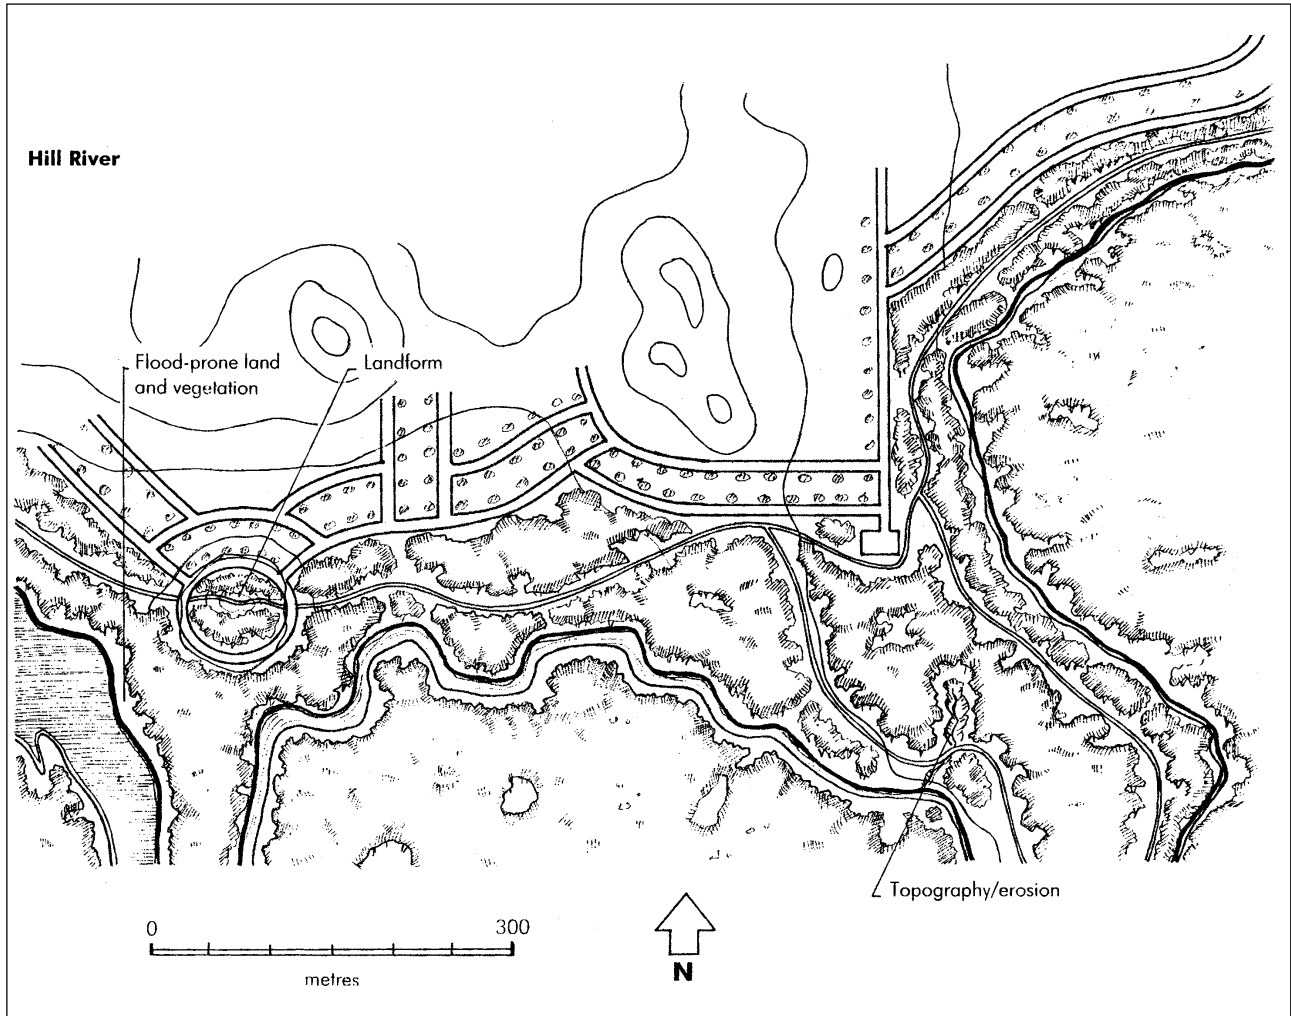 Hill River
Flood-prone land
and vegetation
Landform
Topography/erosion
0 300
metres
N